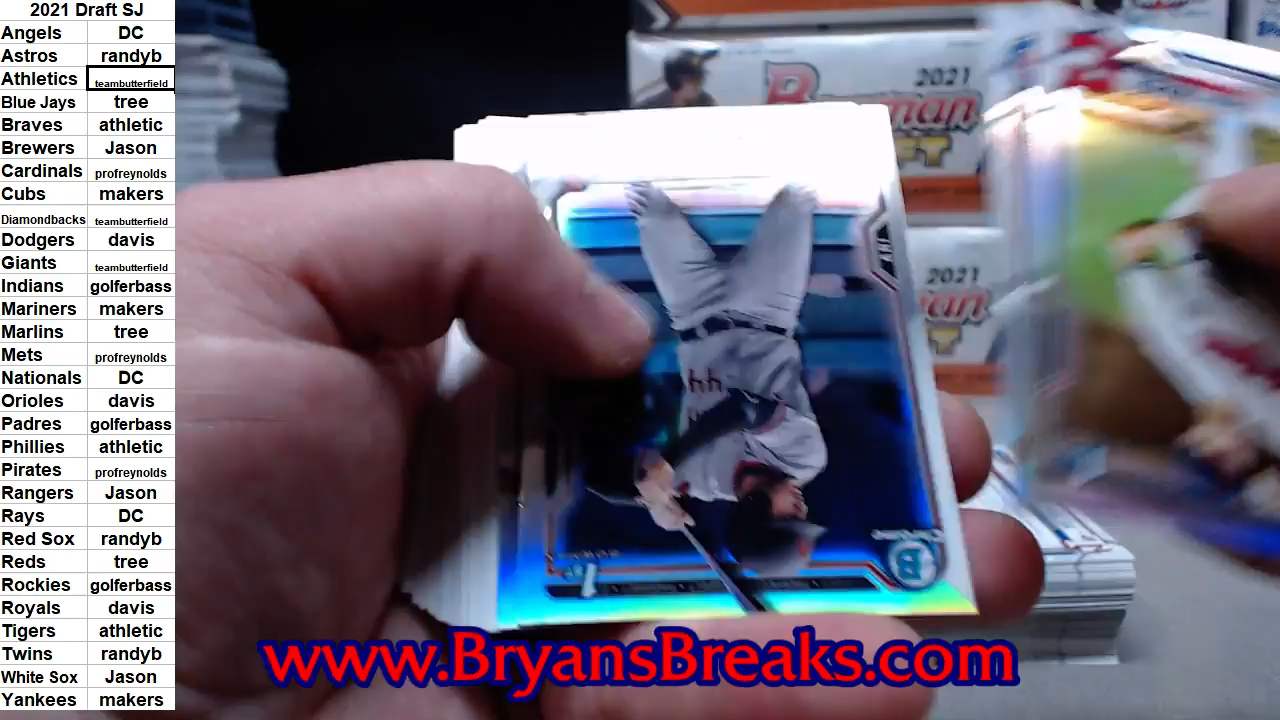 2021 Draft SJ
Angels DC
Astros randyb
Athletics teambutterfield
Blue Jays tree
Braves athletic
Brewers Jason
Cardinals profreynolds
Cubs makers
Diamondbacks teambutterfield
Dodgers davis
Giants teambutterfield
Indians golferbass
Mariners makers
Marlins tree
Mets profreynolds
Nationals DC
Orioles davis
Padres golferbass
Phillies athletic
Pirates profreynolds
Rangers Jason
Rays DC
Red Sox randyb
Reds tree
Rockies golferbass
Royals davis
Tigers athletic
Twins randyb
White Sox Jason
Yankees makers
2021
2021
44
B
1st
www.BryansBreaks.com